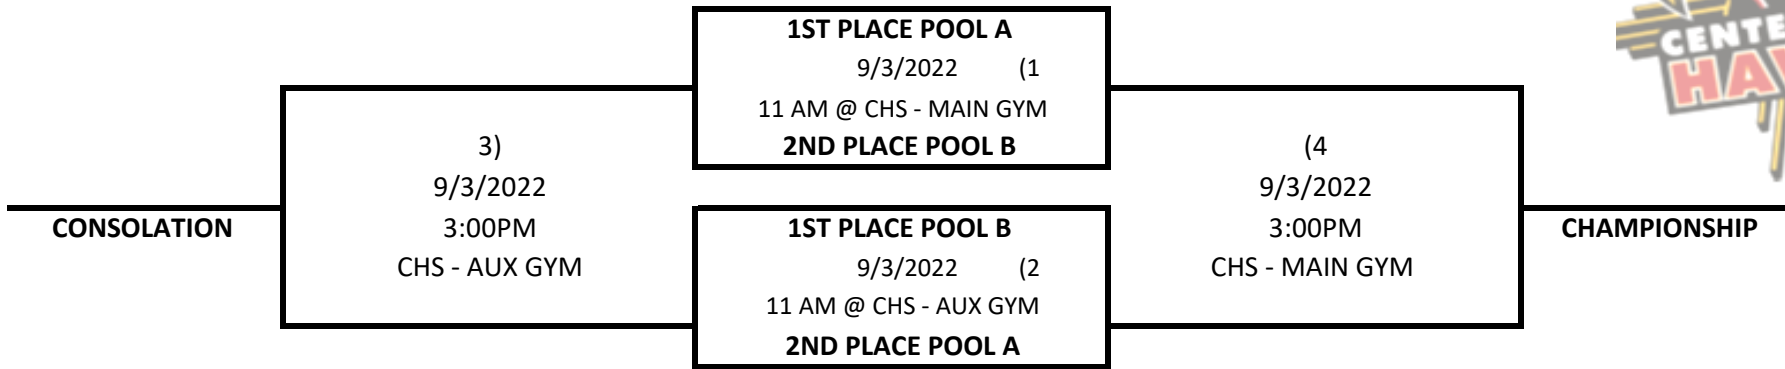 1ST PLACE POOL A
9/3/2022 (1
11 AM @ CHS - MAIN GYM
2ND PLACE POOL B
3)
9/3/2022
3:00PM
CHS - AUX GYM
CONSOLATION
1ST PLACE POOL B
9/3/2022 (2
11 AM @ CHS - AUX GYM
2ND PLACE POOL A
(4
9/3/2022
3:00PM
CHS - MAIN GYM
CHAMPIONSHIP